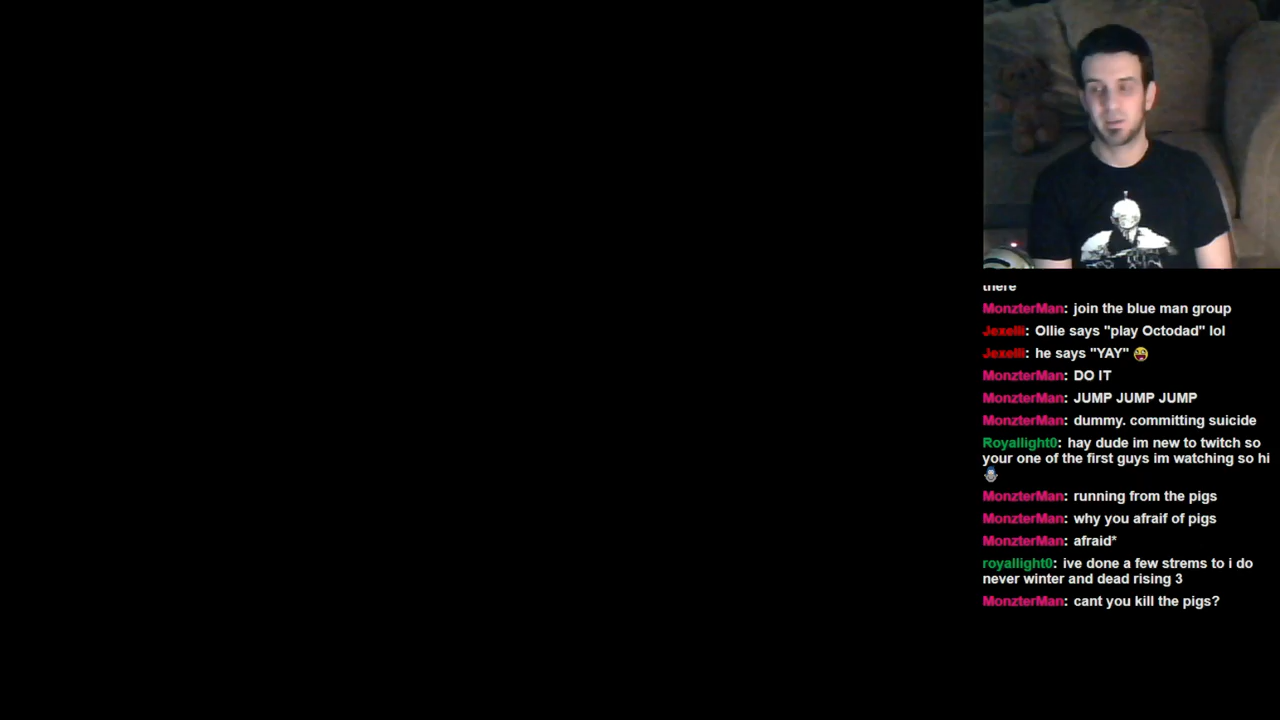 there
MonzterMan: join the blue man group
Jexelli: Ollie says "play Octodad" lol
Jexelli: he says "YAY"
MonzterMan: DO IT
MonzterMan: JUMP JUMP JUMP
MonzterMan: dummy. committing suicide
Royallight0: hay dude im new to twitch so
your one of the first guys im watching so hi
MonzterMan: running from the pigs
MonzterMan: why you afraif of pigs
MonzterMan: afraid*
royallight0: ive done a few strems to i do
never winter and dead rising 3
MonzterMan: cant you kill the pigs?